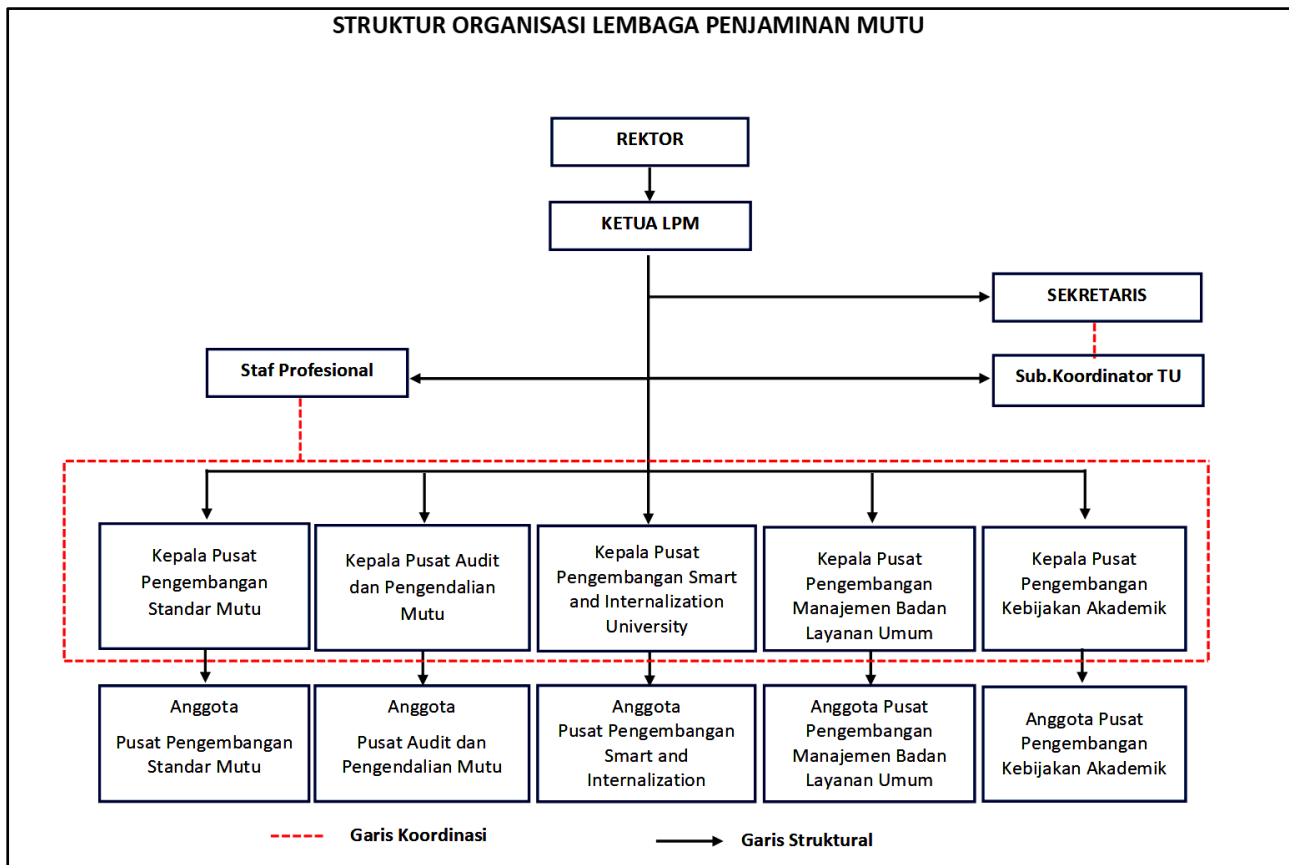 STRUKTUR ORGANISASI LEMBAGA PENJAMINAN MUTU
REKTOR
KETUA LPM
SEKRETARIS
Staf Profesional
Sub.Koordinator TU
Kepala Pusat
Pengembangan
Standar Mutu
Kepala Pusat Audit
dan Pengendalian
Mutu
Kepala Pusat
Pengembangan Smart
and Internalization
University
Kepala Pusat
Pengembangan
Manajemen Badan
Layanan Umum
Kepala Pusat
Pengembangan
Kebijakan Akademik
Anggota
Pusat Pengembangan
Standar Mutu
Anggota
Pusat Audit dan
Pengendalian Mutu
Anggota
Pusat Pengembangan
Smart and
Internalization
Anggota Pusat
Pengembangan
Manajemen Badan
Layanan Umum
Anggota Pusat
Pengembangan
Kebijakan Akademik
Garis Koordinasi
Garis Struktural